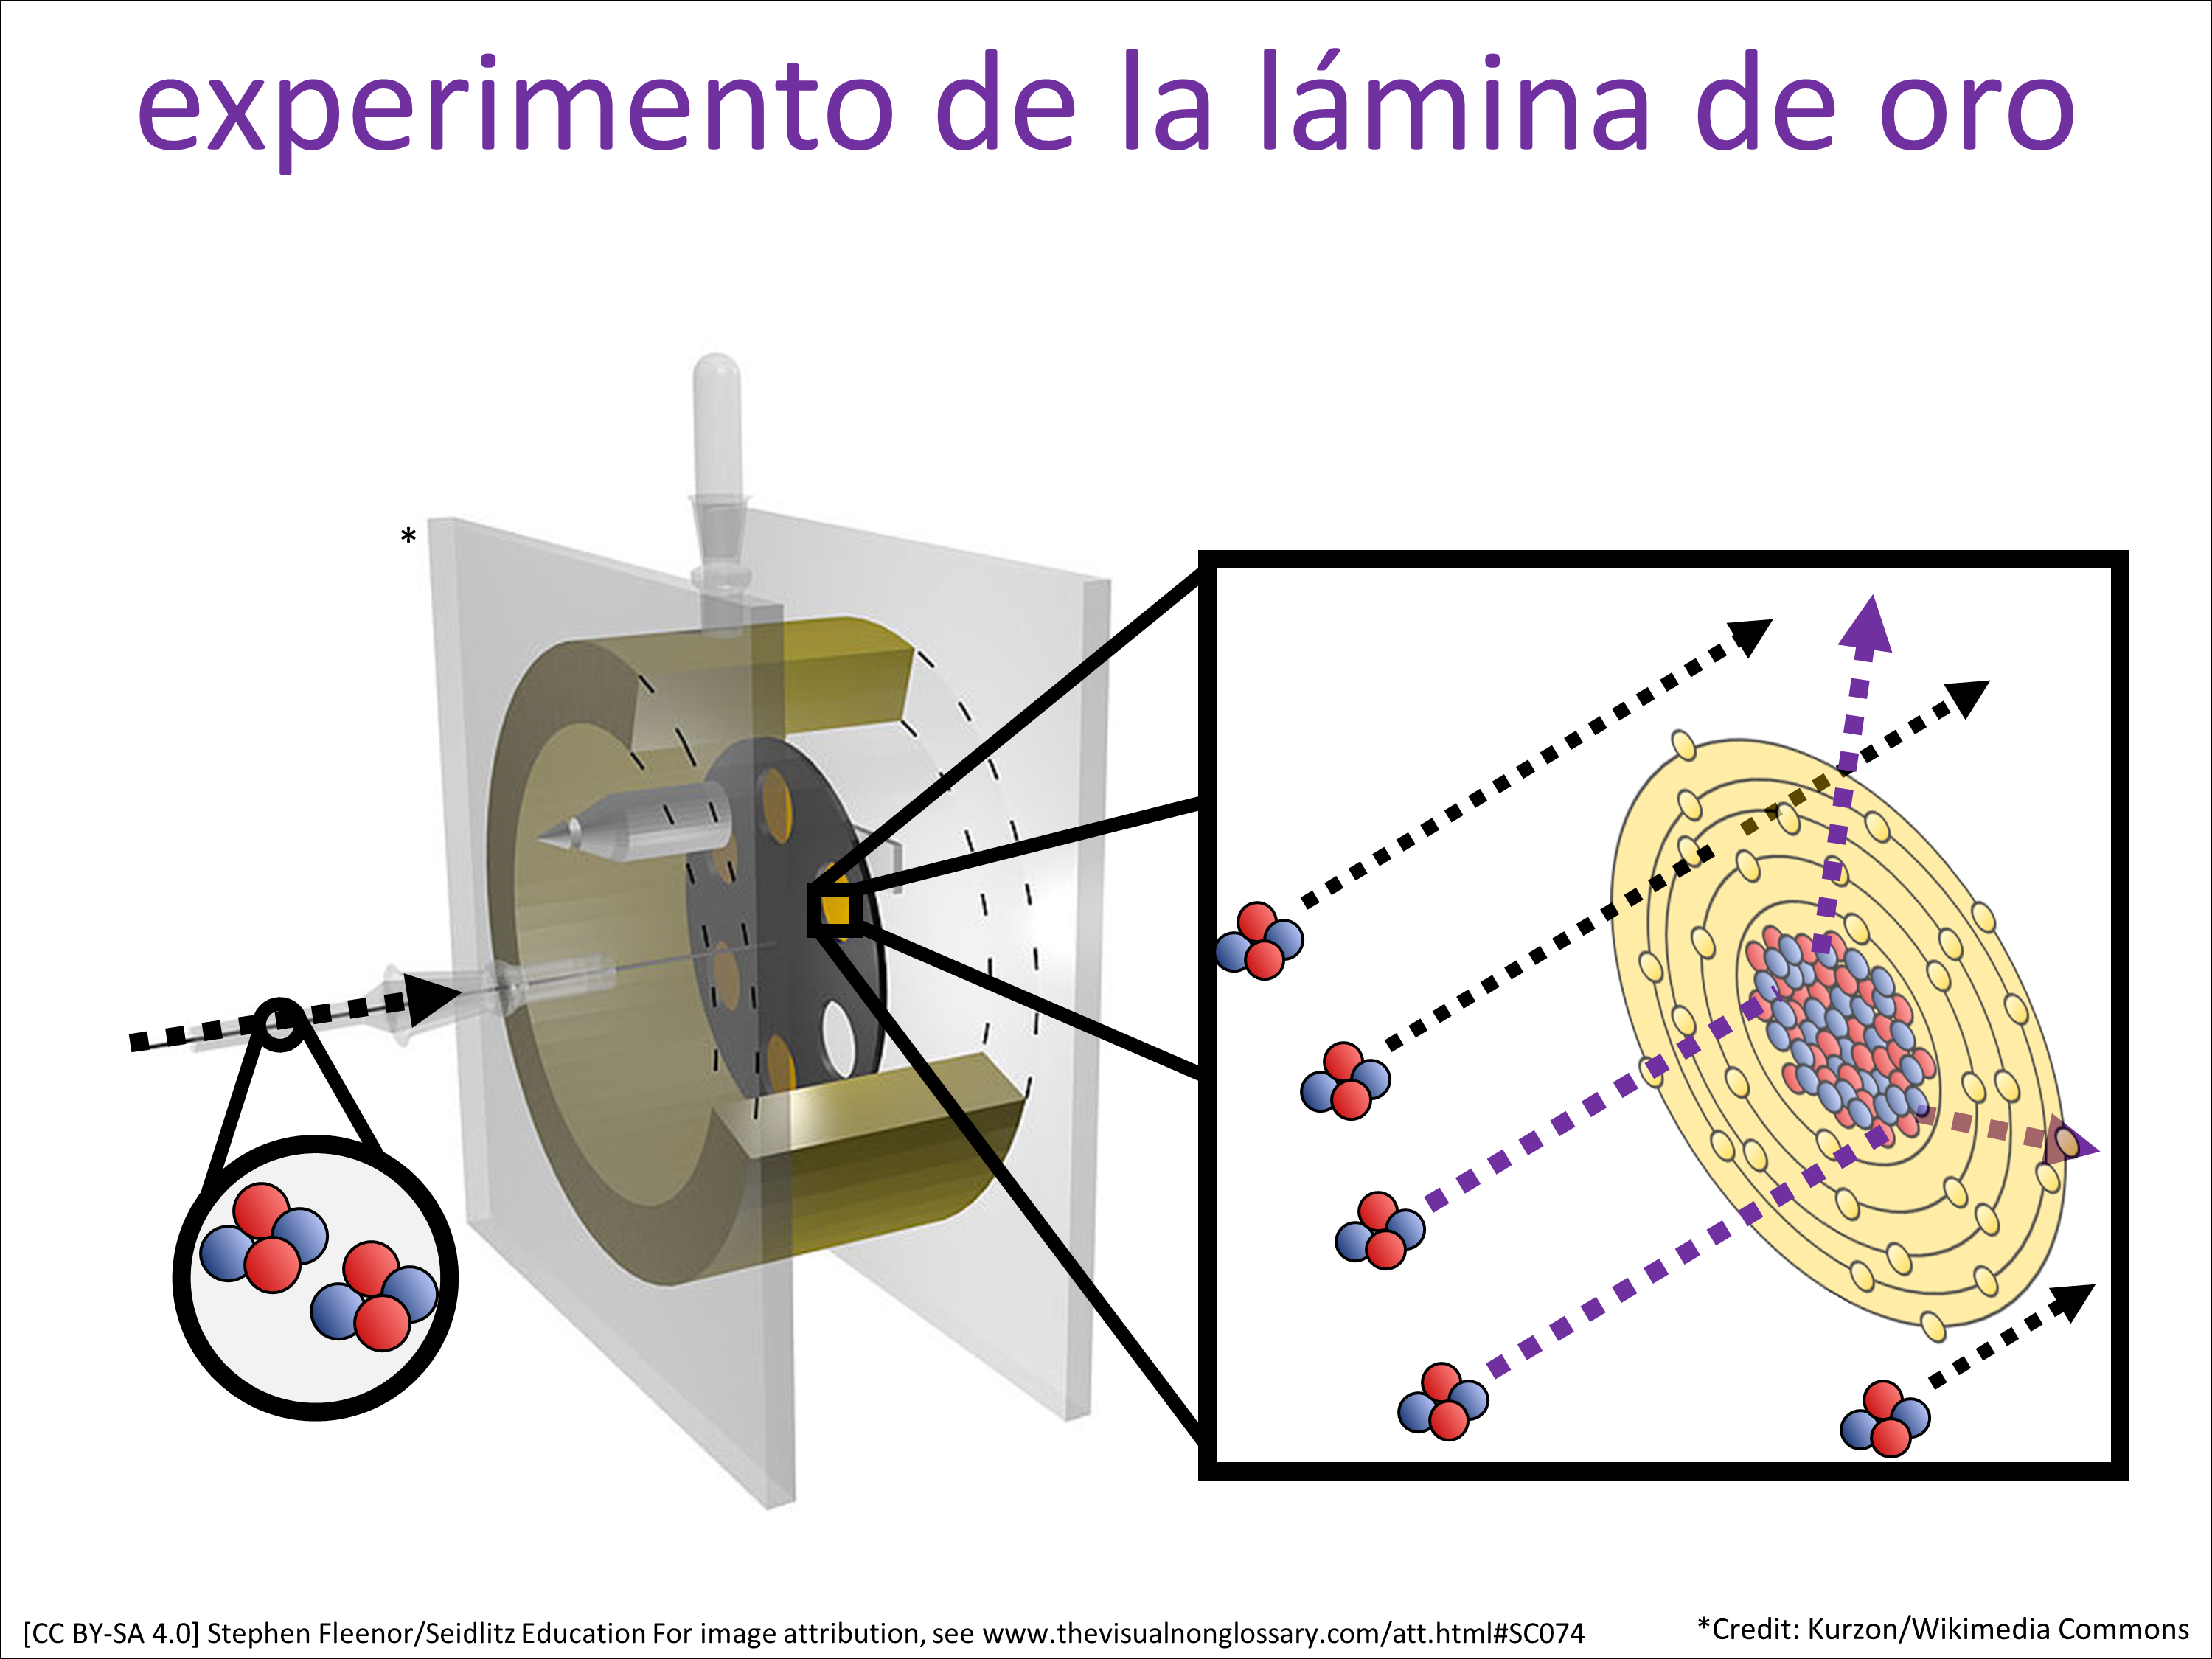 experimento de la lámina de oro
*
[CC BY-SA 4.0] Stephen Fleenor/Seidlitz Education For image attribution, see www.thevisualnonglossary.com/att.html#SC074
*Credit: Kurzon/Wikimedia Commons